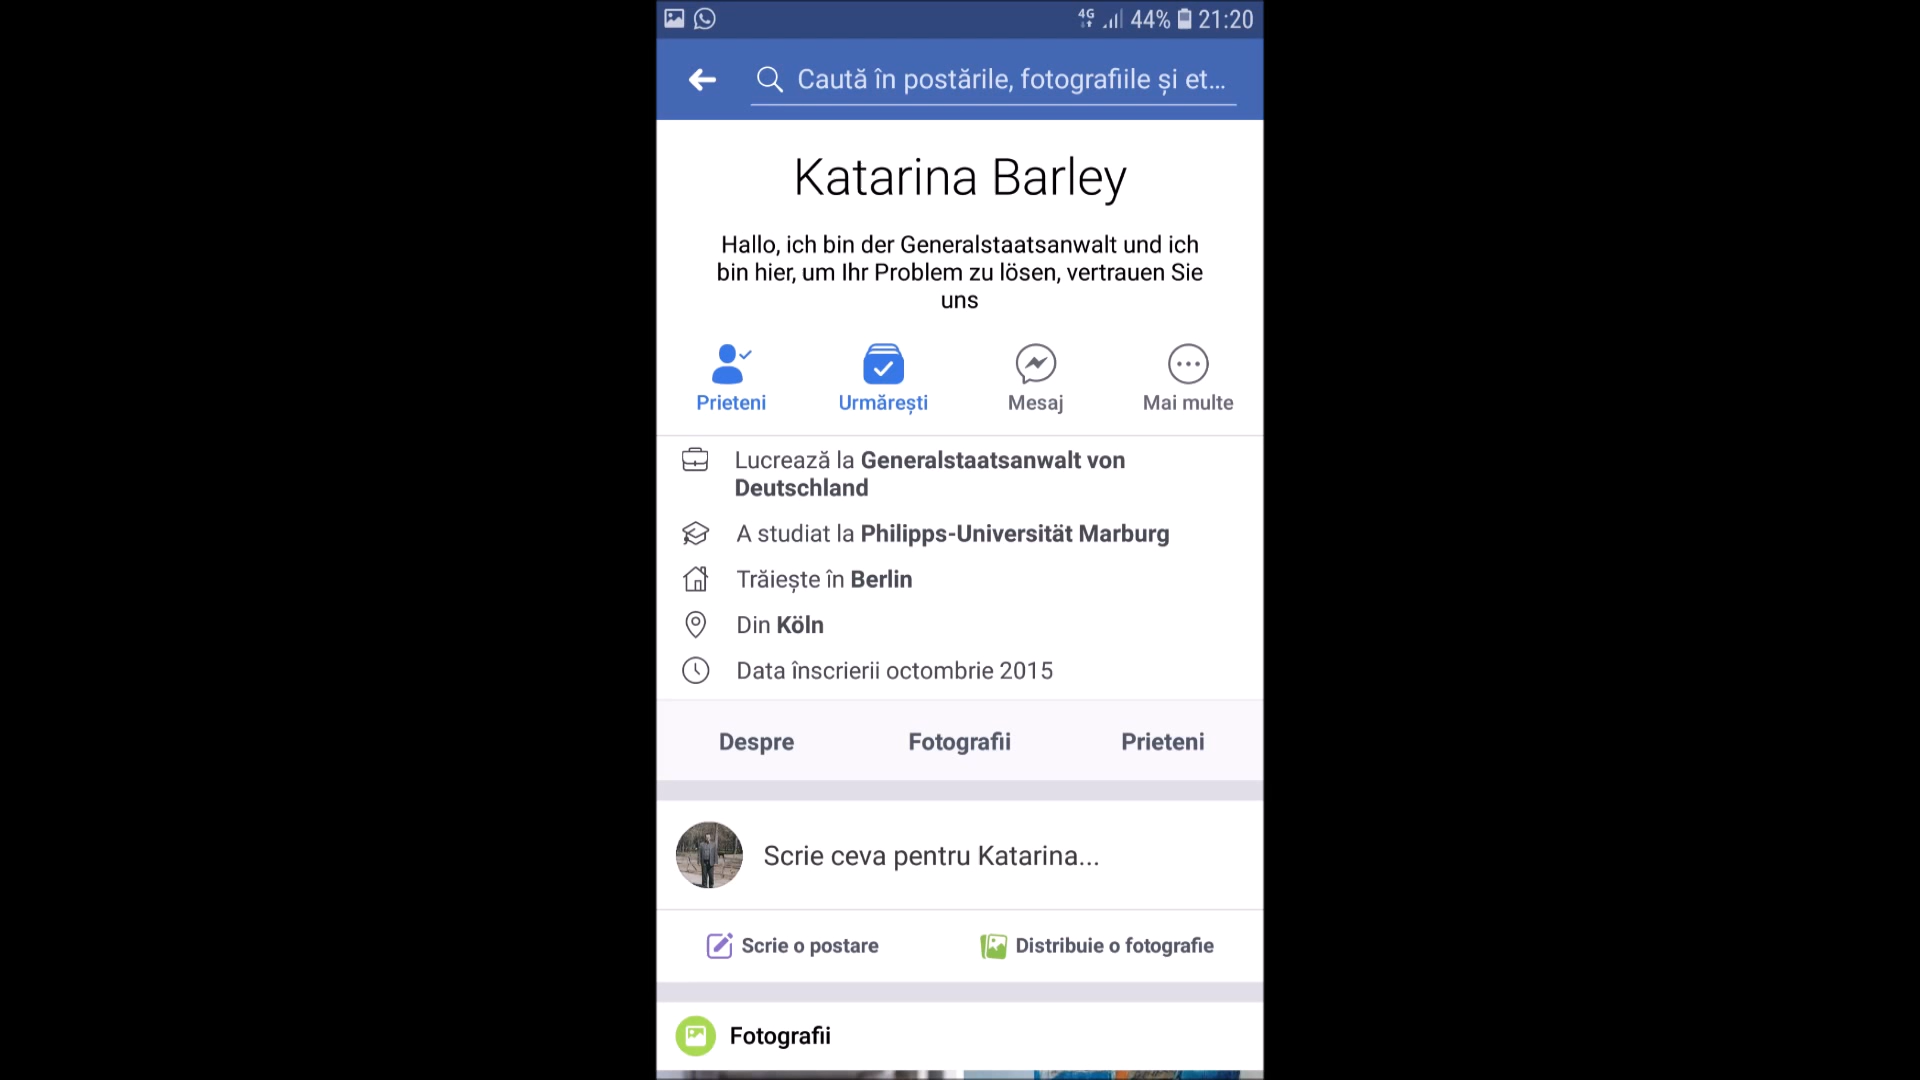 4G 44% 21:20
Caută în postările, fotografiile și et...
Katarina Barley
Hallo, ich bin der Generalstaatsanwalt und ich
bin hier, um Ihr Problem zu lösen, vertrauen Sie
uns
Prieteni Urmărești Mesaj Mai multe
Lucrează la Generalstaatsanwalt von
Deutschland
A studiat la Philipps-Universität Marburg
Trăiește în Berlin
Din Köln
Data înscrierii octombrie 2015
Despre Fotografii Prieteni
Scrie ceva pentru Katarina...
Scrie o postare Distribuie o fotografie
Fotografii